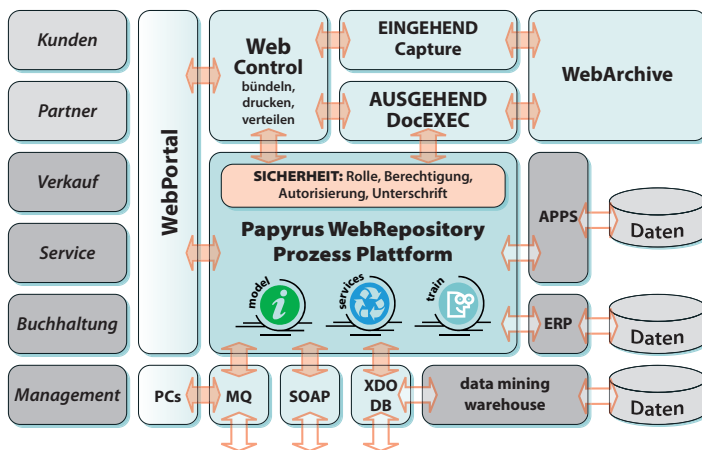 Kunden
Partner
Verkauf
Service
Buchhaltung
Management
WebPortal
PCs
Web
Control
bündeln,
drucken,
verteilen
EINGEHEND
Capture
AUSGEHEND
DocEXEC
WebArchive
SICHERHEIT: Rolle, Berechtigung,
Autorisierung, Unterschrift
Papyrus WebRepository
Prozess Plattform
model
services
train
APPS
Daten
ERP
Daten
MQ
SOAP
XDO
DB
data mining
warehouse
Daten